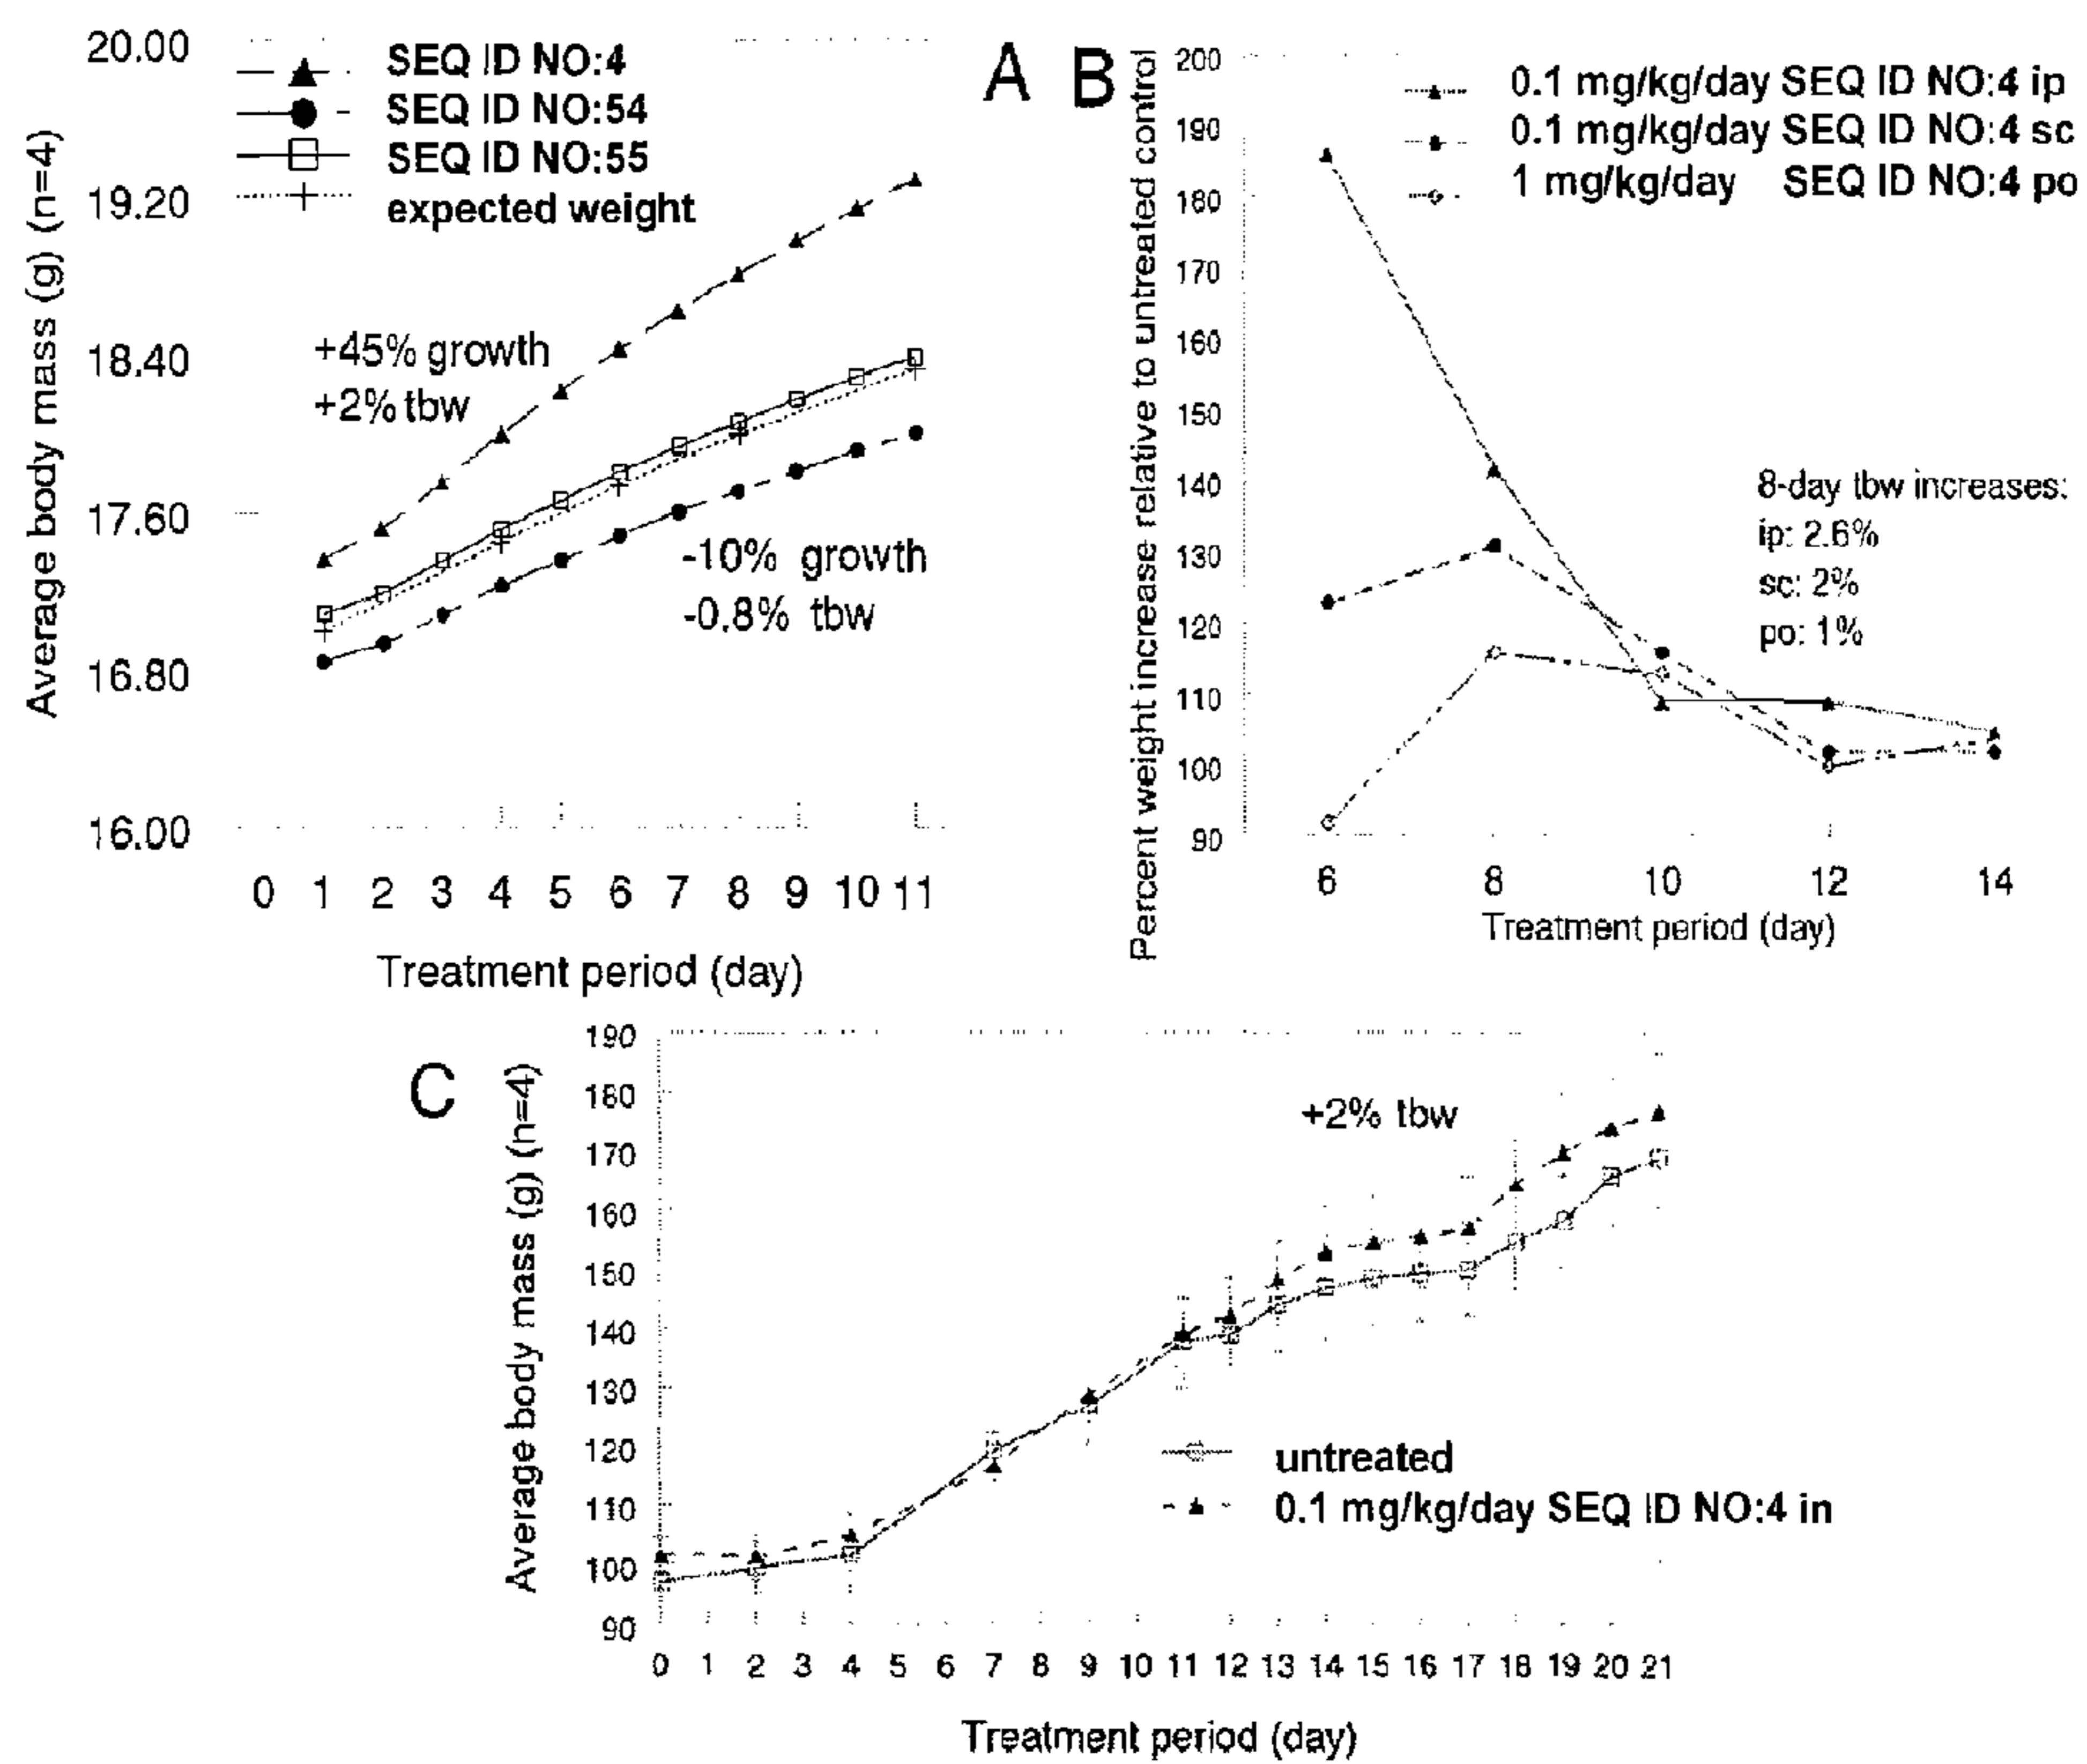 A
Average body mass (g) (n=4)
20.00
19.20
18.40
17.60
16.80
16.00
SEQ ID NO:4
SEQ ID NO:54
SEQ ID NO:55
expected weight
+45% growth
+2% tbw
-10% growth
-0.8% tbw
0 1 2 3 4 5 6 7 8 9 10 11
Treatment period (day)
B
Percent weight increase relative to untreated control
200
190
180
170
160
150
140
130
120
110
100
90
0.1 mg/kg/day SEQ ID NO:4 ip
0.1 mg/kg/day SEQ ID NO:4 sc
1 mg/kg/day SEQ ID NO:4 po
8-day tbw increases:
ip: 2.6%
sc: 2%
po: 1%
6 8 10 12 14
Treatment period (day)
C
Average body mass (g) (n=4)
190
180
170
160
150
140
130
120
110
100
90
+2% tbw
untreated
0.1 mg/kg/day SEQ ID NO:4 in
0 1 2 3 4 5 6 7 8 9 10 11 12 13 14 15 16 17 18 19 20 21
Treatment period (day)